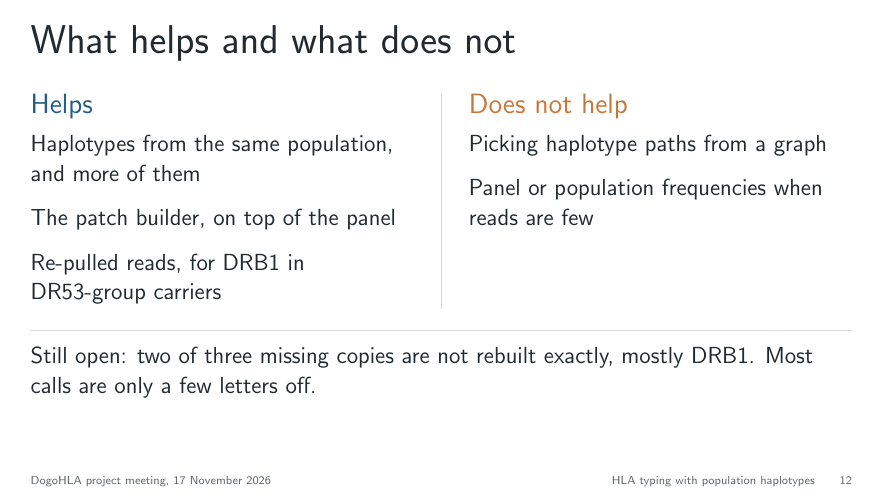 What helps and what does not
Helps
Haplotypes from the same population,
and more of them
The patch builder, on top of the panel
Re-pulled reads, for DRB1 in
DR53-group carriers
Does not help
Picking haplotype paths from a graph
Panel or population frequencies when
reads are few
Still open: two of three missing copies are not rebuilt exactly, mostly DRB1. Most
calls are only a few letters off.
DogoHLA project meeting, 17 November 2026
HLA typing with population haplotypes
12